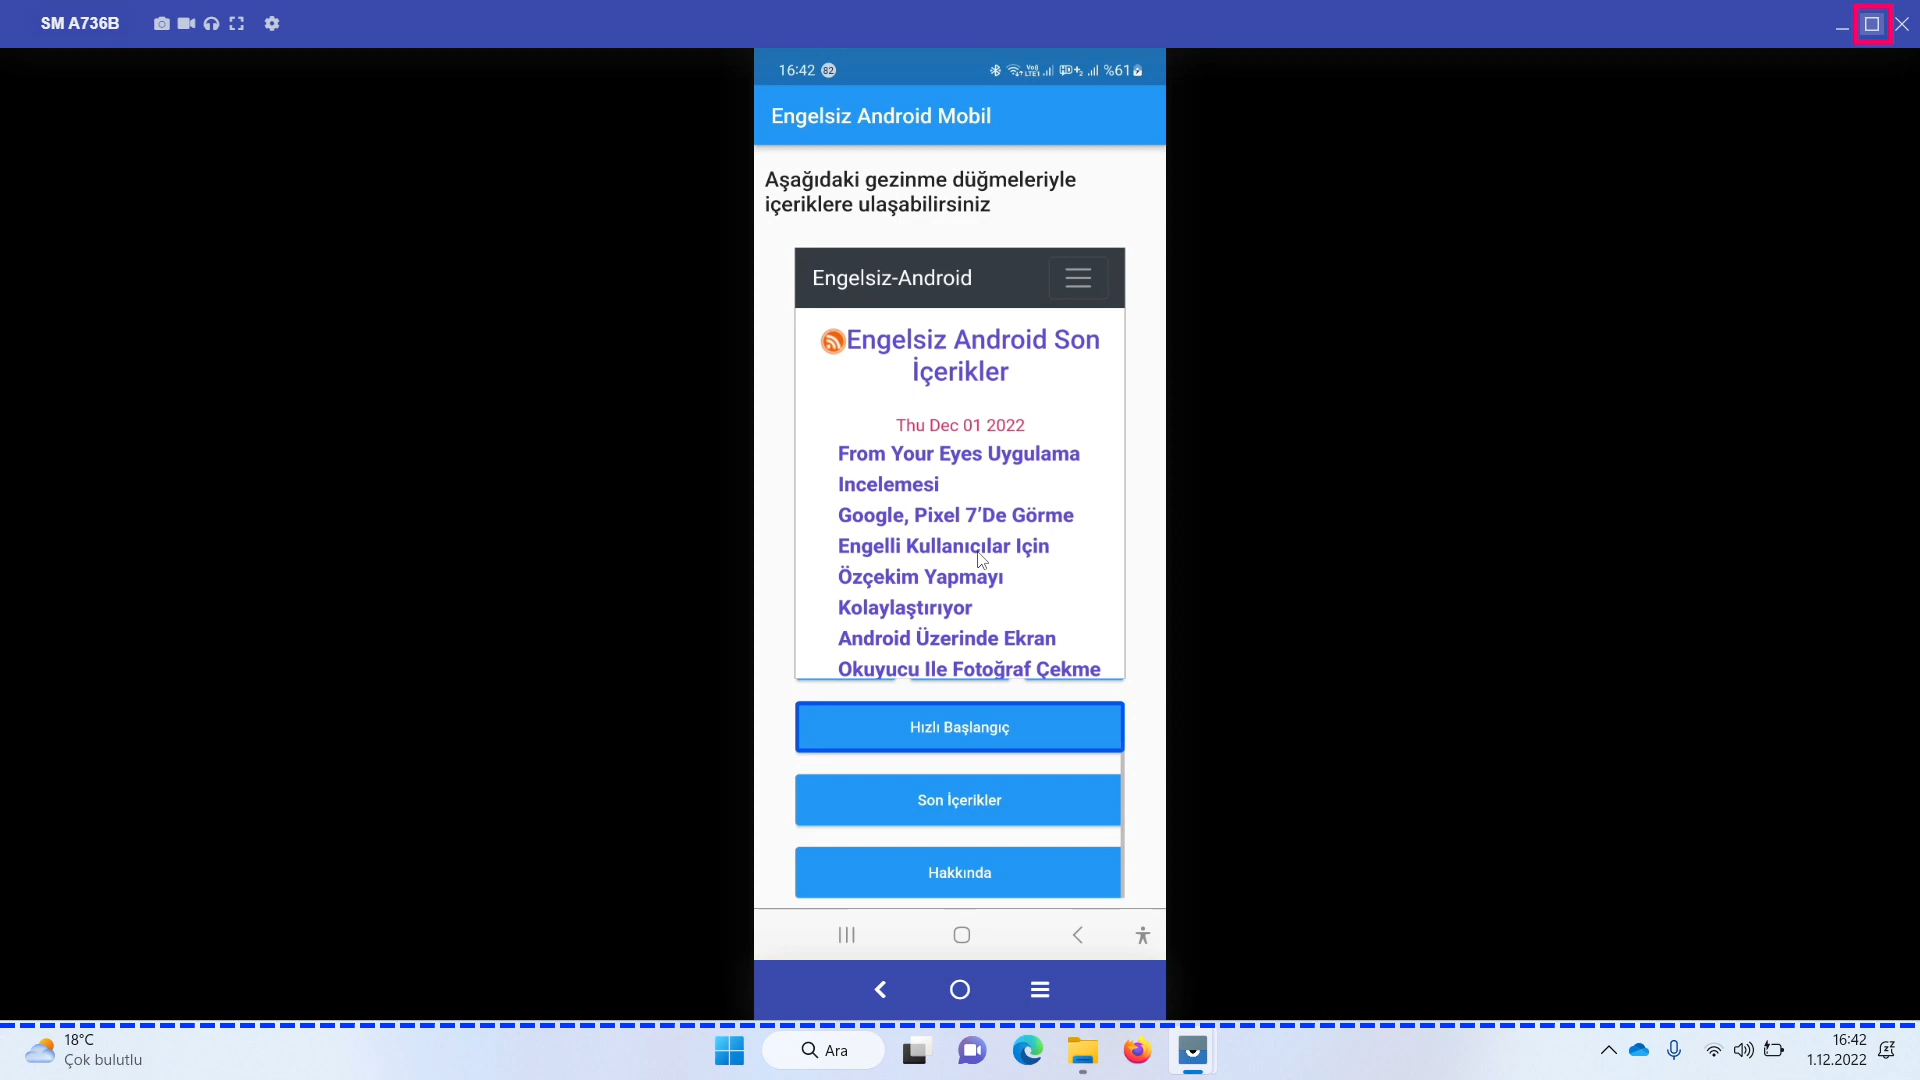 SM A736B
16:42 82
%61
Engelsiz Android Mobil
Aşağıdaki gezinme düğmeleriyle
içeriklere ulaşabilirsiniz
Engelsiz-Android
Engelsiz Android Son
İçerikler
Thu Dec 01 2022
From Your Eyes Uygulama
Incelemesi
Google, Pixel 7’De Görme
Engelli Kullanıcılar Için
Özçekim Yapmayı
Kolaylaştırıyor
Android Üzerinde Ekran
Okuyucu Ile Fotoğraf Çekme
Hızlı Başlangıç
Son İçerikler
Hakkında
18°C
Çok bulutlu
Ara
16:42
1.12.2022